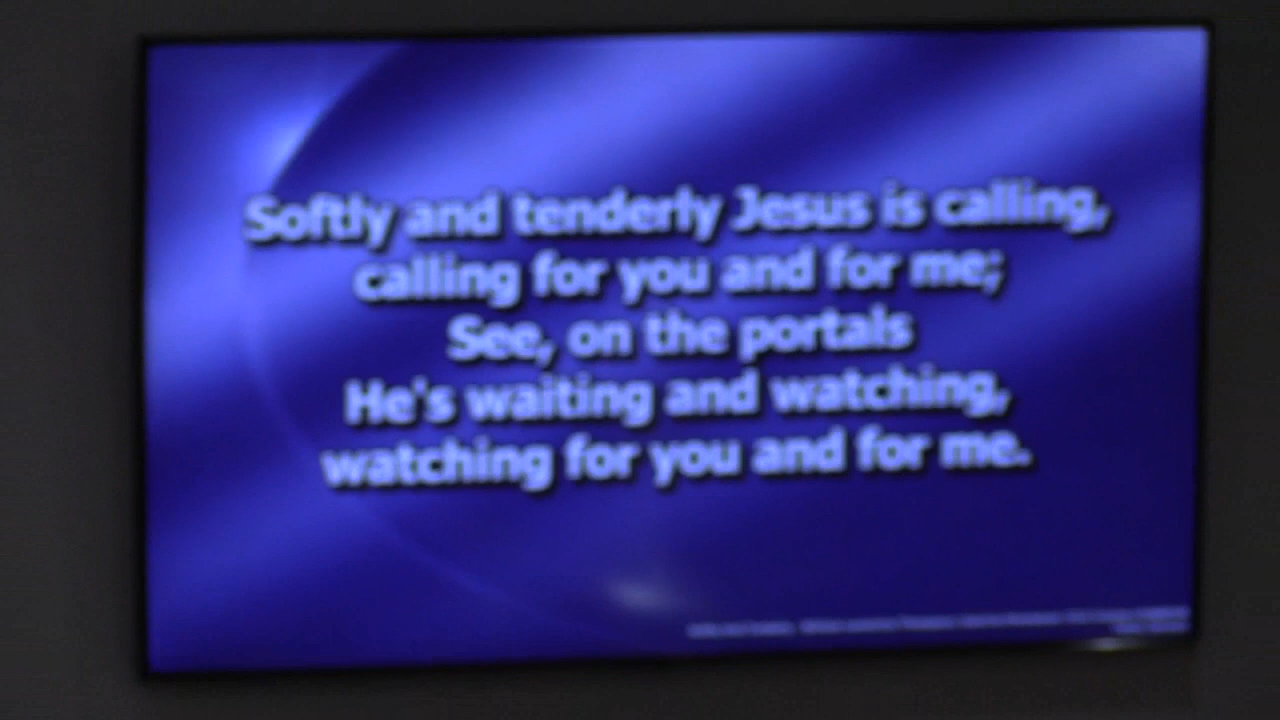 Softly and tenderly Jesus is calling,
calling for you and for me;
See, on the portals
He's waiting and watching,
watching for you and for me.